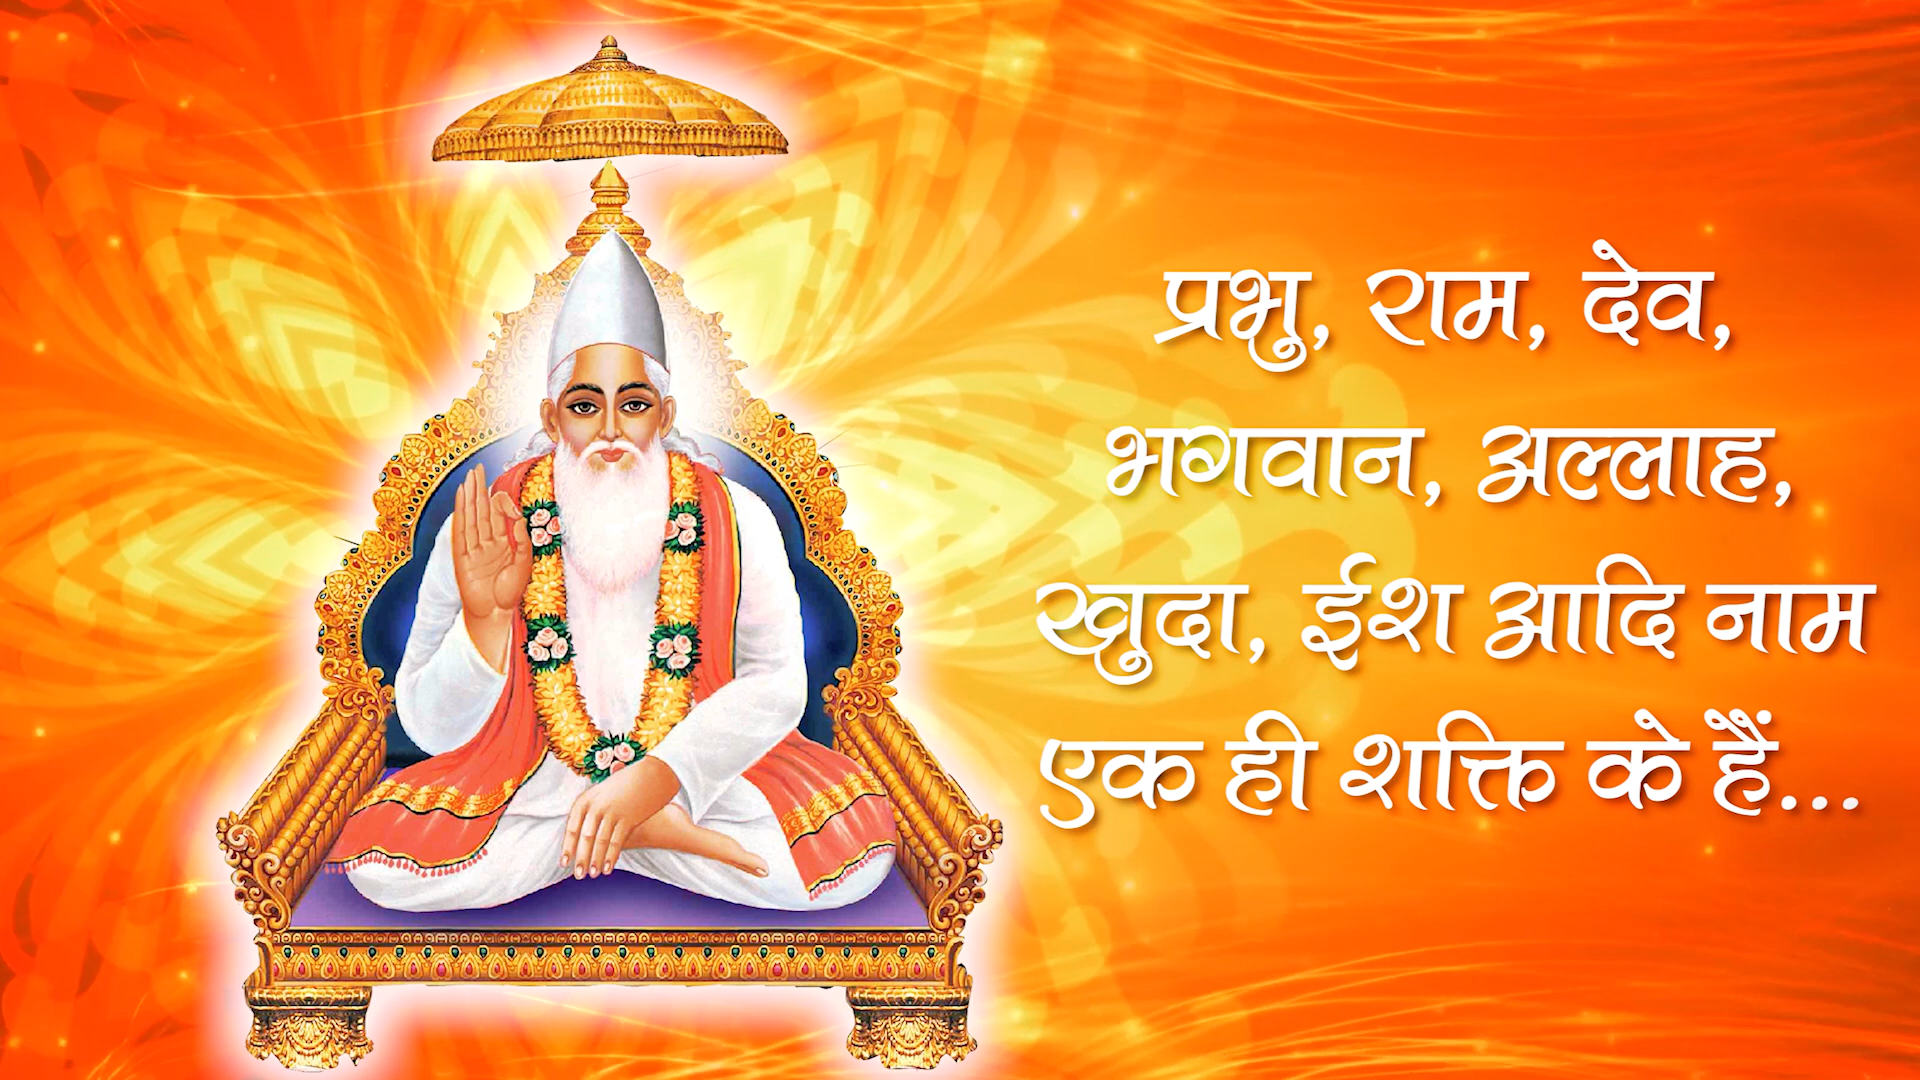 प्रभु, राम, देव,
भगवान, अल्लाह,
खुदा, ईश आदि नाम
एक ही शक्ति के हैं...